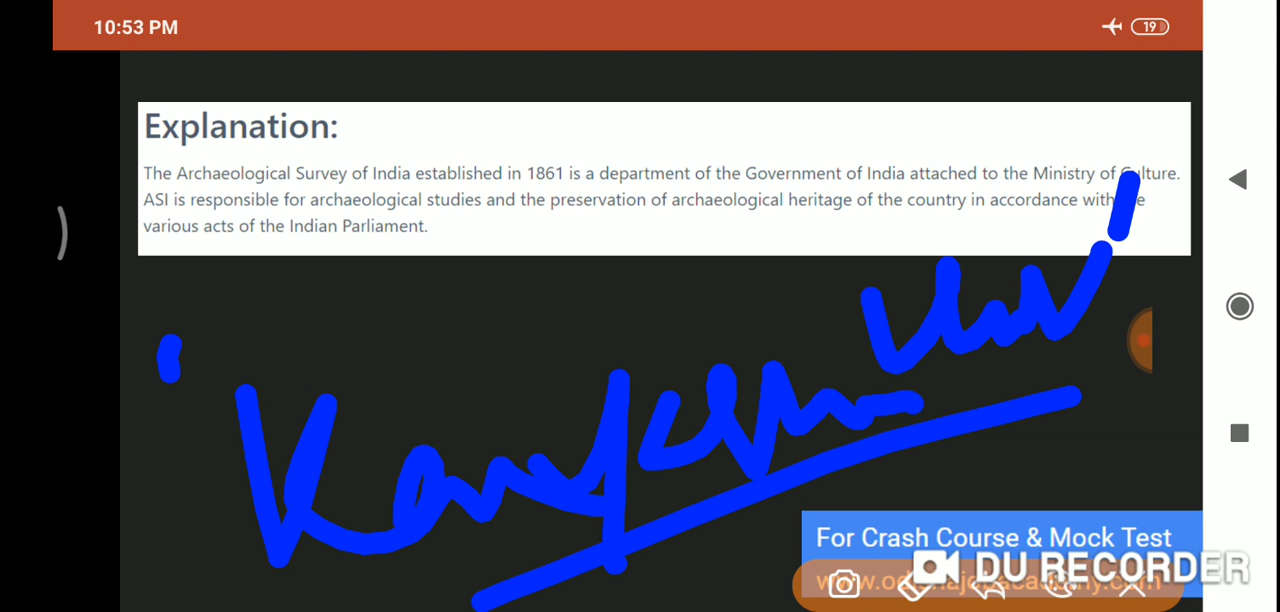 10:53 PM
19
Explanation:
The Archaeological Survey of India established in 1861 is a department of the Government of India attached to the Ministry of Culture.
ASI is responsible for archaeological studies and the preservation of archaeological heritage of the country in accordance with the
various acts of the Indian Parliament.
For Crash Course & Mock Test
DU RECORDER